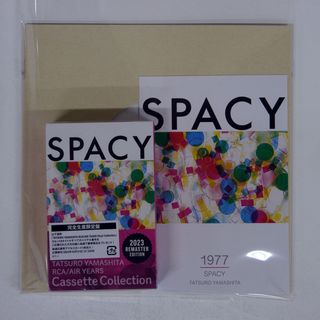 SPACY
SPACY
完全生産限定盤
2023
REMASTER
EDITION
TATSURO YAMASHITA
RCA/AIR YEARS
Cassette Collection
1977
SPACY
TATSURO YAMASHITA